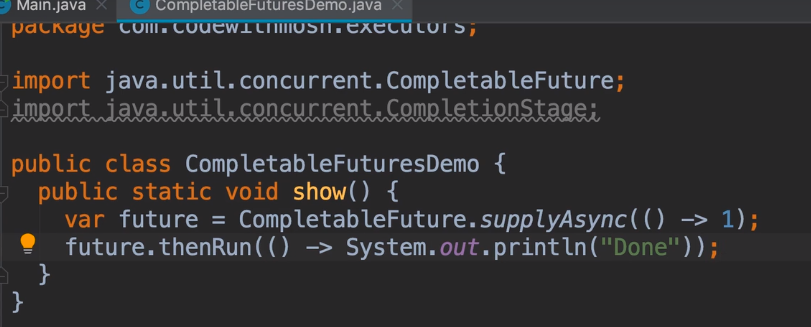 Main.java CompletableFuturesDemo.java
package com.codewithmosh.executors;
import java.util.concurrent.CompletableFuture;
import java.util.concurrent.CompletionStage;
public class CompletableFuturesDemo {
public static void show() {
var future = CompletableFuture.supplyAsync(() -> 1);
future.thenRun(() -> System.out.println("Done"));
}
}